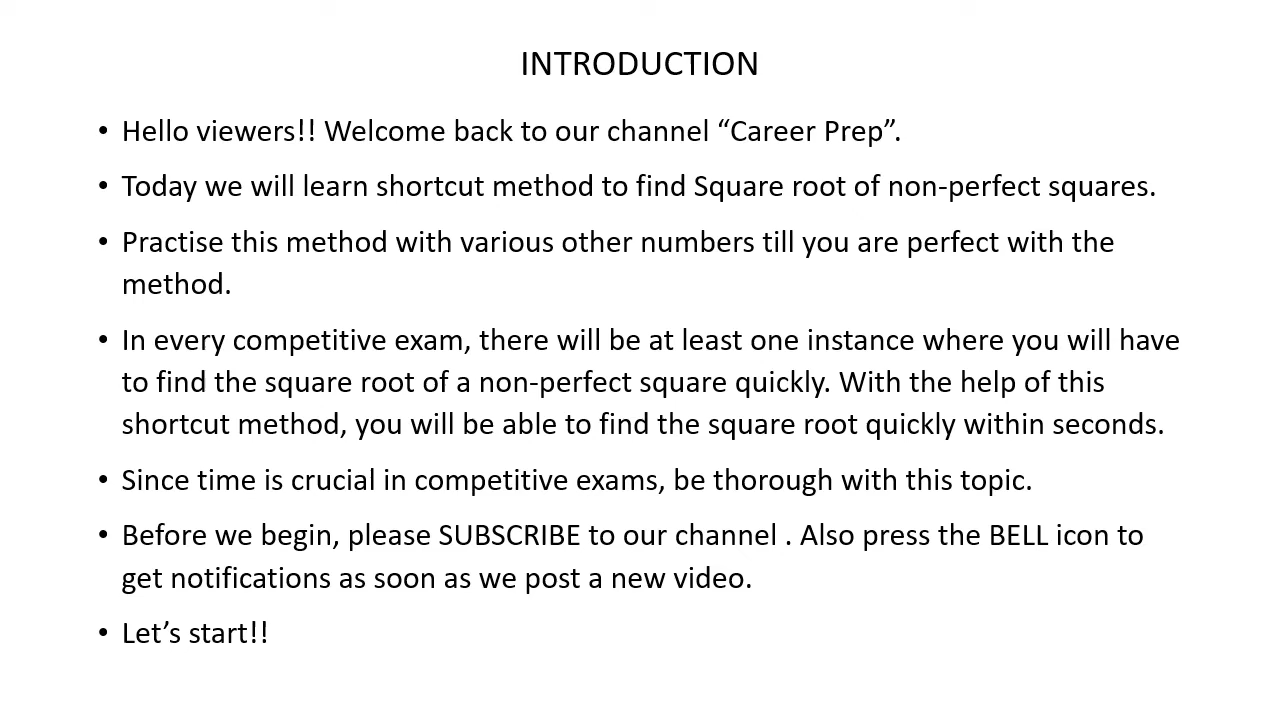 INTRODUCTION
• Hello viewers!! Welcome back to our channel “Career Prep”.
• Today we will learn shortcut method to find Square root of non-perfect squares.
• Practise this method with various other numbers till you are perfect with the
method.
• In every competitive exam, there will be at least one instance where you will have
to find the square root of a non-perfect square quickly. With the help of this
shortcut method, you will be able to find the square root quickly within seconds.
• Since time is crucial in competitive exams, be thorough with this topic.
• Before we begin, please SUBSCRIBE to our channel . Also press the BELL icon to
get notifications as soon as we post a new video.
• Let’s start!!